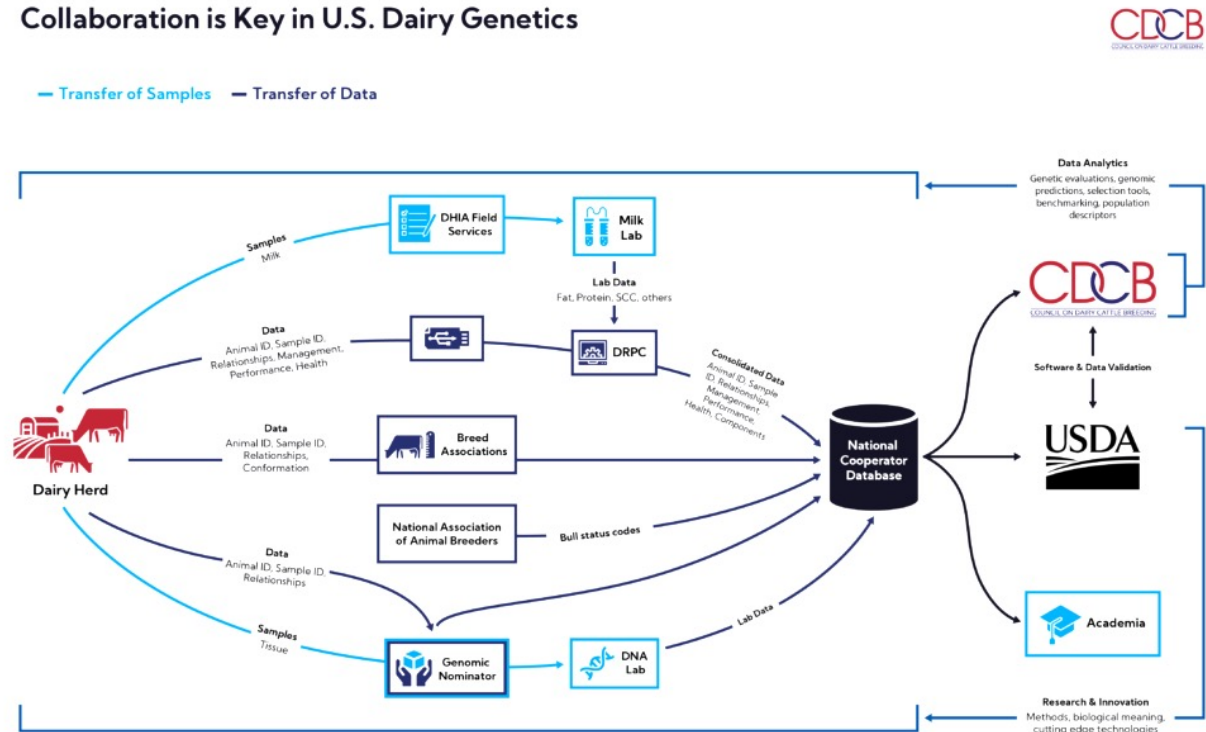 Collaboration is Key in U.S. Dairy Genetics
CDCB
COUNCIL ON DAIRY CATTLE BREEDING
Transfer of Samples
Transfer of Data
Data Analytics
Genetic evaluations, genomic
predictions, selection tools,
benchmarking, population
descriptors
DHIA Field
Services
Milk
Lab
Samples
Milk
Lab Data
Fat, Protein, SCC, others
CDCB
COUNCIL ON DAIRY CATTLE BREEDING
Data
Animal ID, Sample ID,
Relationships, Management,
Performance, Health
DRPC
Consolidated Data
Animal ID, Sample
ID, Relationships,
Management,
Performance,
Health, Components
Software & Data Validation
Dairy Herd
Data
Animal ID, Sample ID,
Relationships,
Conformation
Breed
Associations
National
Cooperator
Database
USDA
National Association
of Animal Breeders
Bull status codes
Data
Animal ID, Sample ID,
Relationships
Samples
Tissue
Genomic
Nominator
DNA
Lab
Lab Data
Academia
Research & Innovation
Methods, biological meaning,
cutting edge technologies